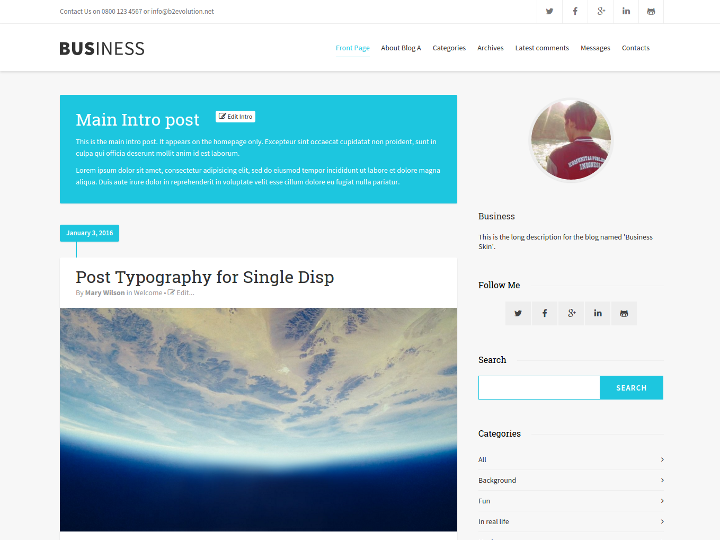 Contact Us on 0800 123 4567 or info@b2evolution.net
BUSINESS
Front Page About Blog A Categories Archives Latest comments Messages Contacts
Main Intro post Edit Intro
This is the main intro post. It appears on the homepage only. Excepteur sint occaecat cupidatat non proident, sunt in
culpa qui officia deserunt mollit anim id est laborum.
Lorem ipsum dolor sit amet, consectetur adipisicing elit, sed do eiusmod tempor incididunt ut labore et dolore magna
aliqua. Duis aute irure dolor in reprehenderit in voluptate velit esse cillum dolore eu fugiat nulla pariatur.
January 3, 2016
Post Typography for Single Disp
By Mary Wilson in Welcome • Edit...
Business
This is the long description for the blog named 'Business
Skin'.
Follow Me
Search
SEARCH
Categories
All
Background
Fun
In real life